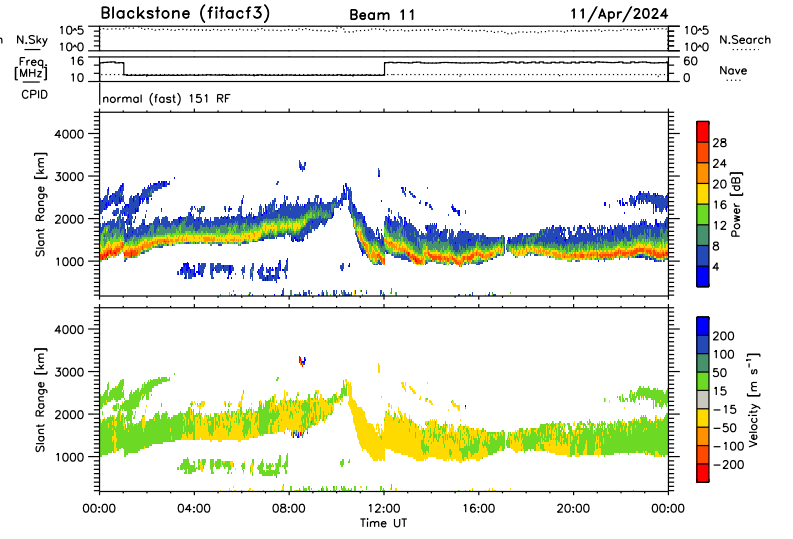 Blackstone (fitacf3) Beam 11 11/Apr/2024
N.Sky 10^5 10^0 10^5 10^0 N.Search
Freq. [MHz] 16 10 60 0 Nave
CPID normal (fast) 151 RF
Slant Range [km] 4000 3000 2000 1000
Power [dB] 28 24 20 16 12 8 4
Slant Range [km] 4000 3000 2000 1000
Velocity [m s⁻¹] 200 100 50 15 −15 −50 −100 −200
00:00 04:00 08:00 12:00 16:00 20:00 00:00
Time UT